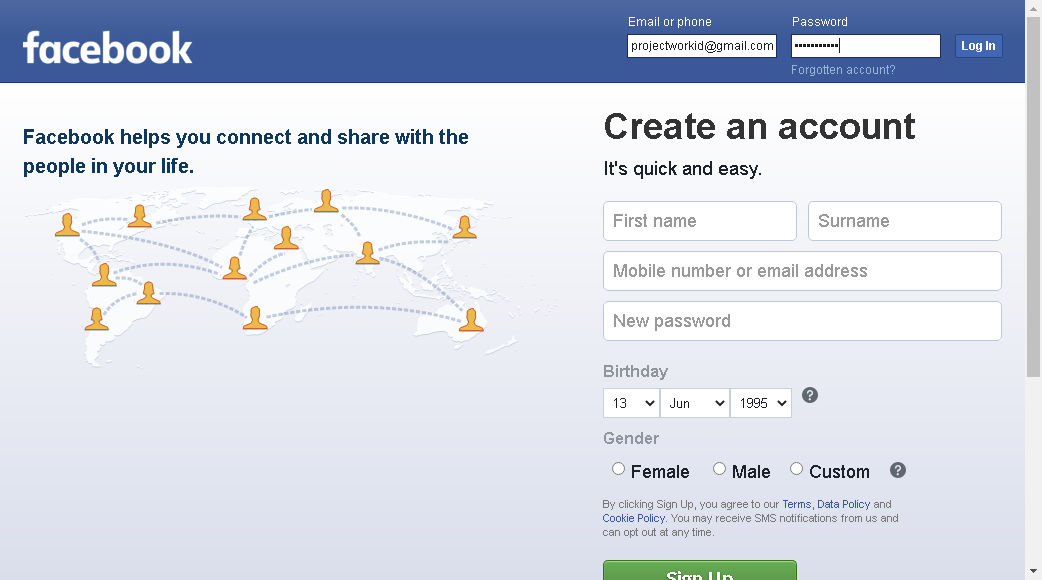 facebook
Email or phone
Password
projectworkid@gmail.com
•••••••••••
Log In
Forgotten account?
Facebook helps you connect and share with the
people in your life.
Create an account
It's quick and easy.
First name
Surname
Mobile number or email address
New password
Birthday
13
Jun
1995
?
Gender
Female
Male
Custom
?
By clicking Sign Up, you agree to our Terms, Data Policy and
Cookie Policy. You may receive SMS notifications from us and
can opt out at any time.
Sign Up